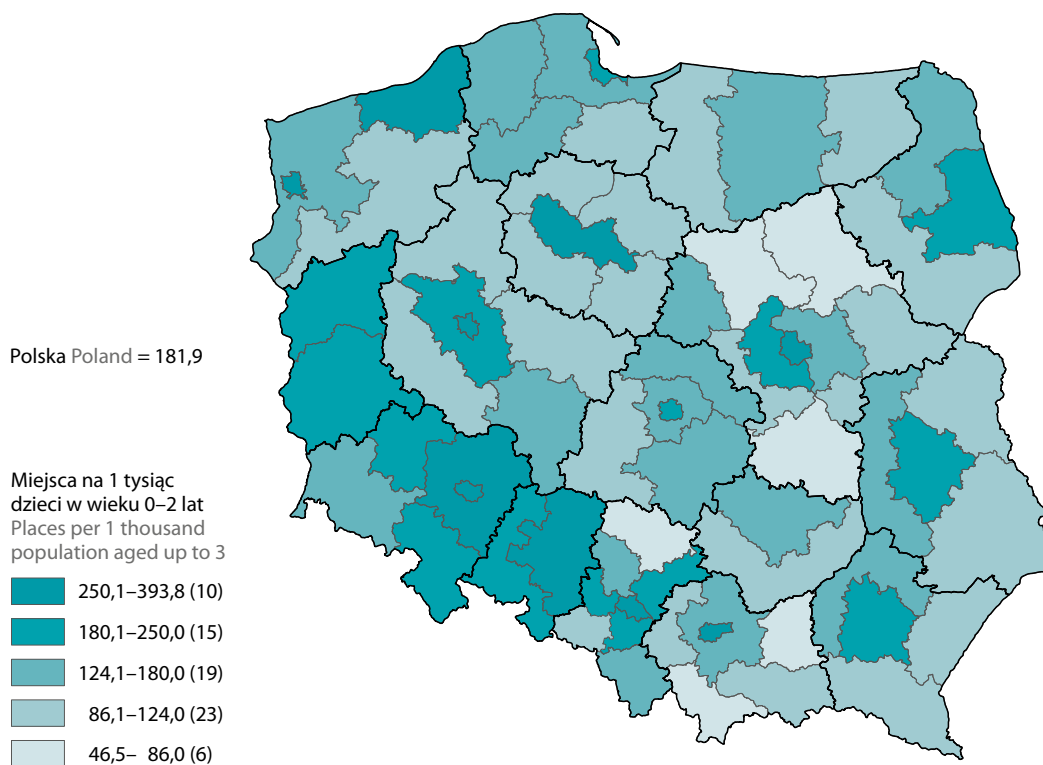 Polska Poland = 181,9
Miejsca na 1 tysiąc
dzieci w wieku 0–2 lat
Places per 1 thousand
population aged up to 3
250,1–393,8 (10)
180,1–250,0 (15)
124,1–180,0 (19)
86,1–124,0 (23)
46,5– 86,0 (6)